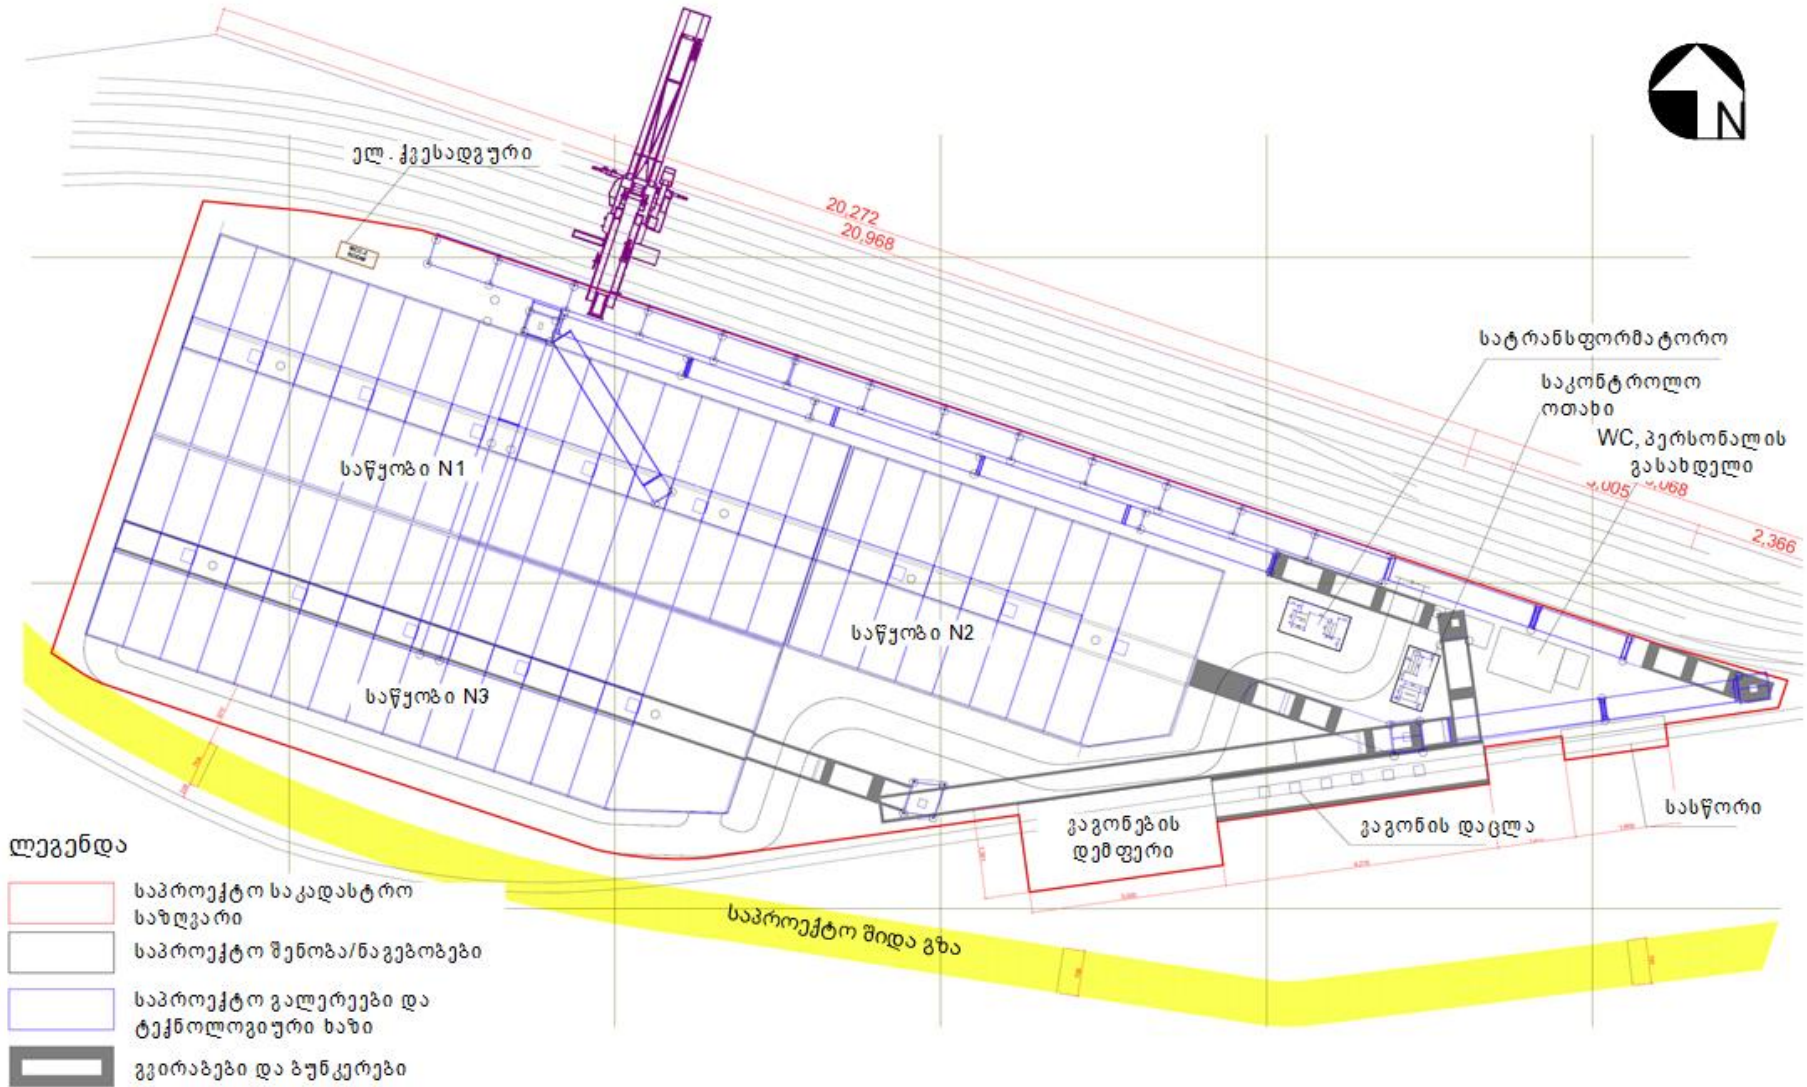 N
ელ. ქვესადგური
20,272
20,968
სატრანსფორმატორო
საკონტროლო
ოთახი
WC, პერსონალის
გასახდელი
2,366
საწყობი N1
საწყობი N2
საწყობი N3
სასწორი
ვაგონების
დემფერი
ვაგონის დაცლა
საპროექტო შიდა გზა
ლეგენდა
საპროექტო საკადასტრო
საზღვარი
საპროექტო შენობა/ნაგებობები
საპროექტო გალერეები და
ტექნოლოგიური ხაზი
გვირაბები და ბუნკერები